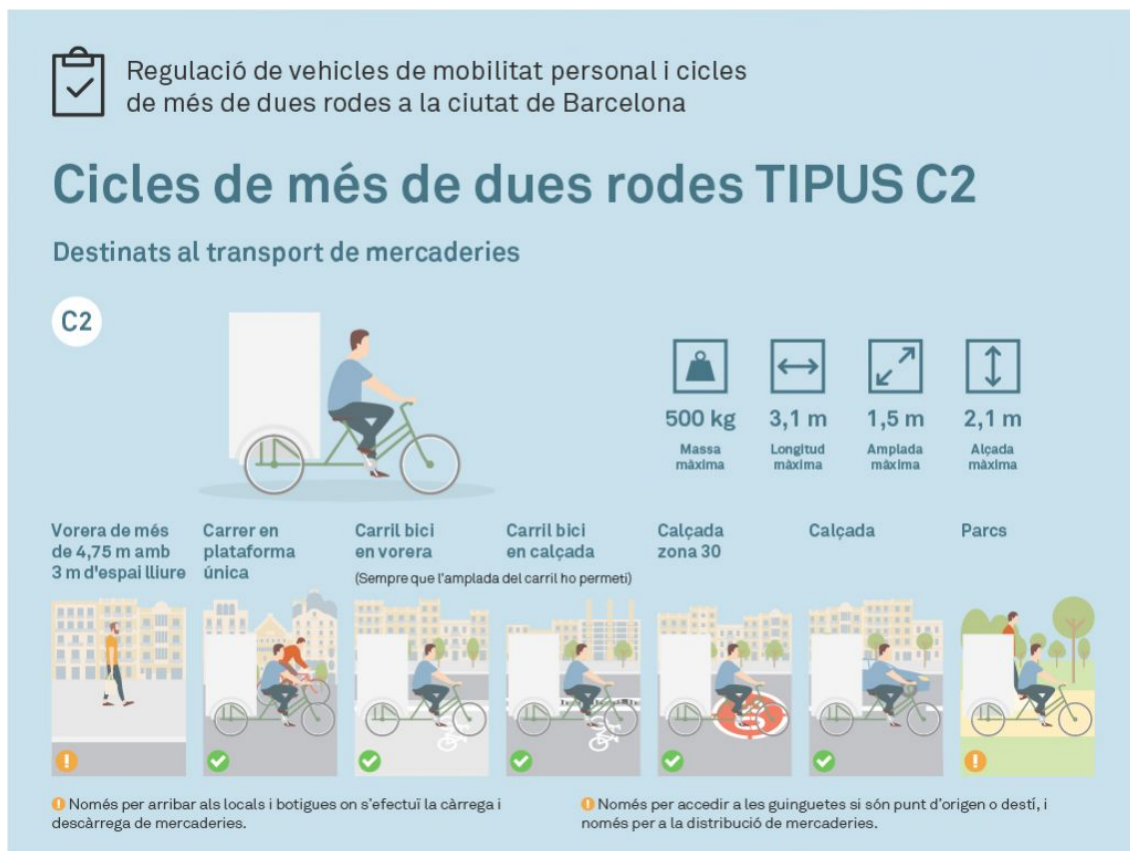 Regulació de vehicles de mobilitat personal i cicles
de més de dues rodes a la ciutat de Barcelona
Cicles de més de dues rodes TIPUS C2
Destinats al transport de mercaderies
C2
500 kg
Massa
màxima
3,1 m
Longitud
màxima
1,5 m
Amplada
màxima
2,1 m
Alçada
màxima
Vorera de més
de 4,75 m amb
3 m d'espai lliure
Carrer en
plataforma
única
Carril bici
en vorera
Carril bici
en calçada
(Sempre que l'amplada del carril ho permeti)
Calçada
zona 30
Calçada
Parcs
Només per arribar als locals i botigues on s'efectuï la càrrega i
descàrrega de mercaderies.
Només per accedir a les guinguetes si són punt d'origen o destí, i
només per a la distribució de mercaderies.